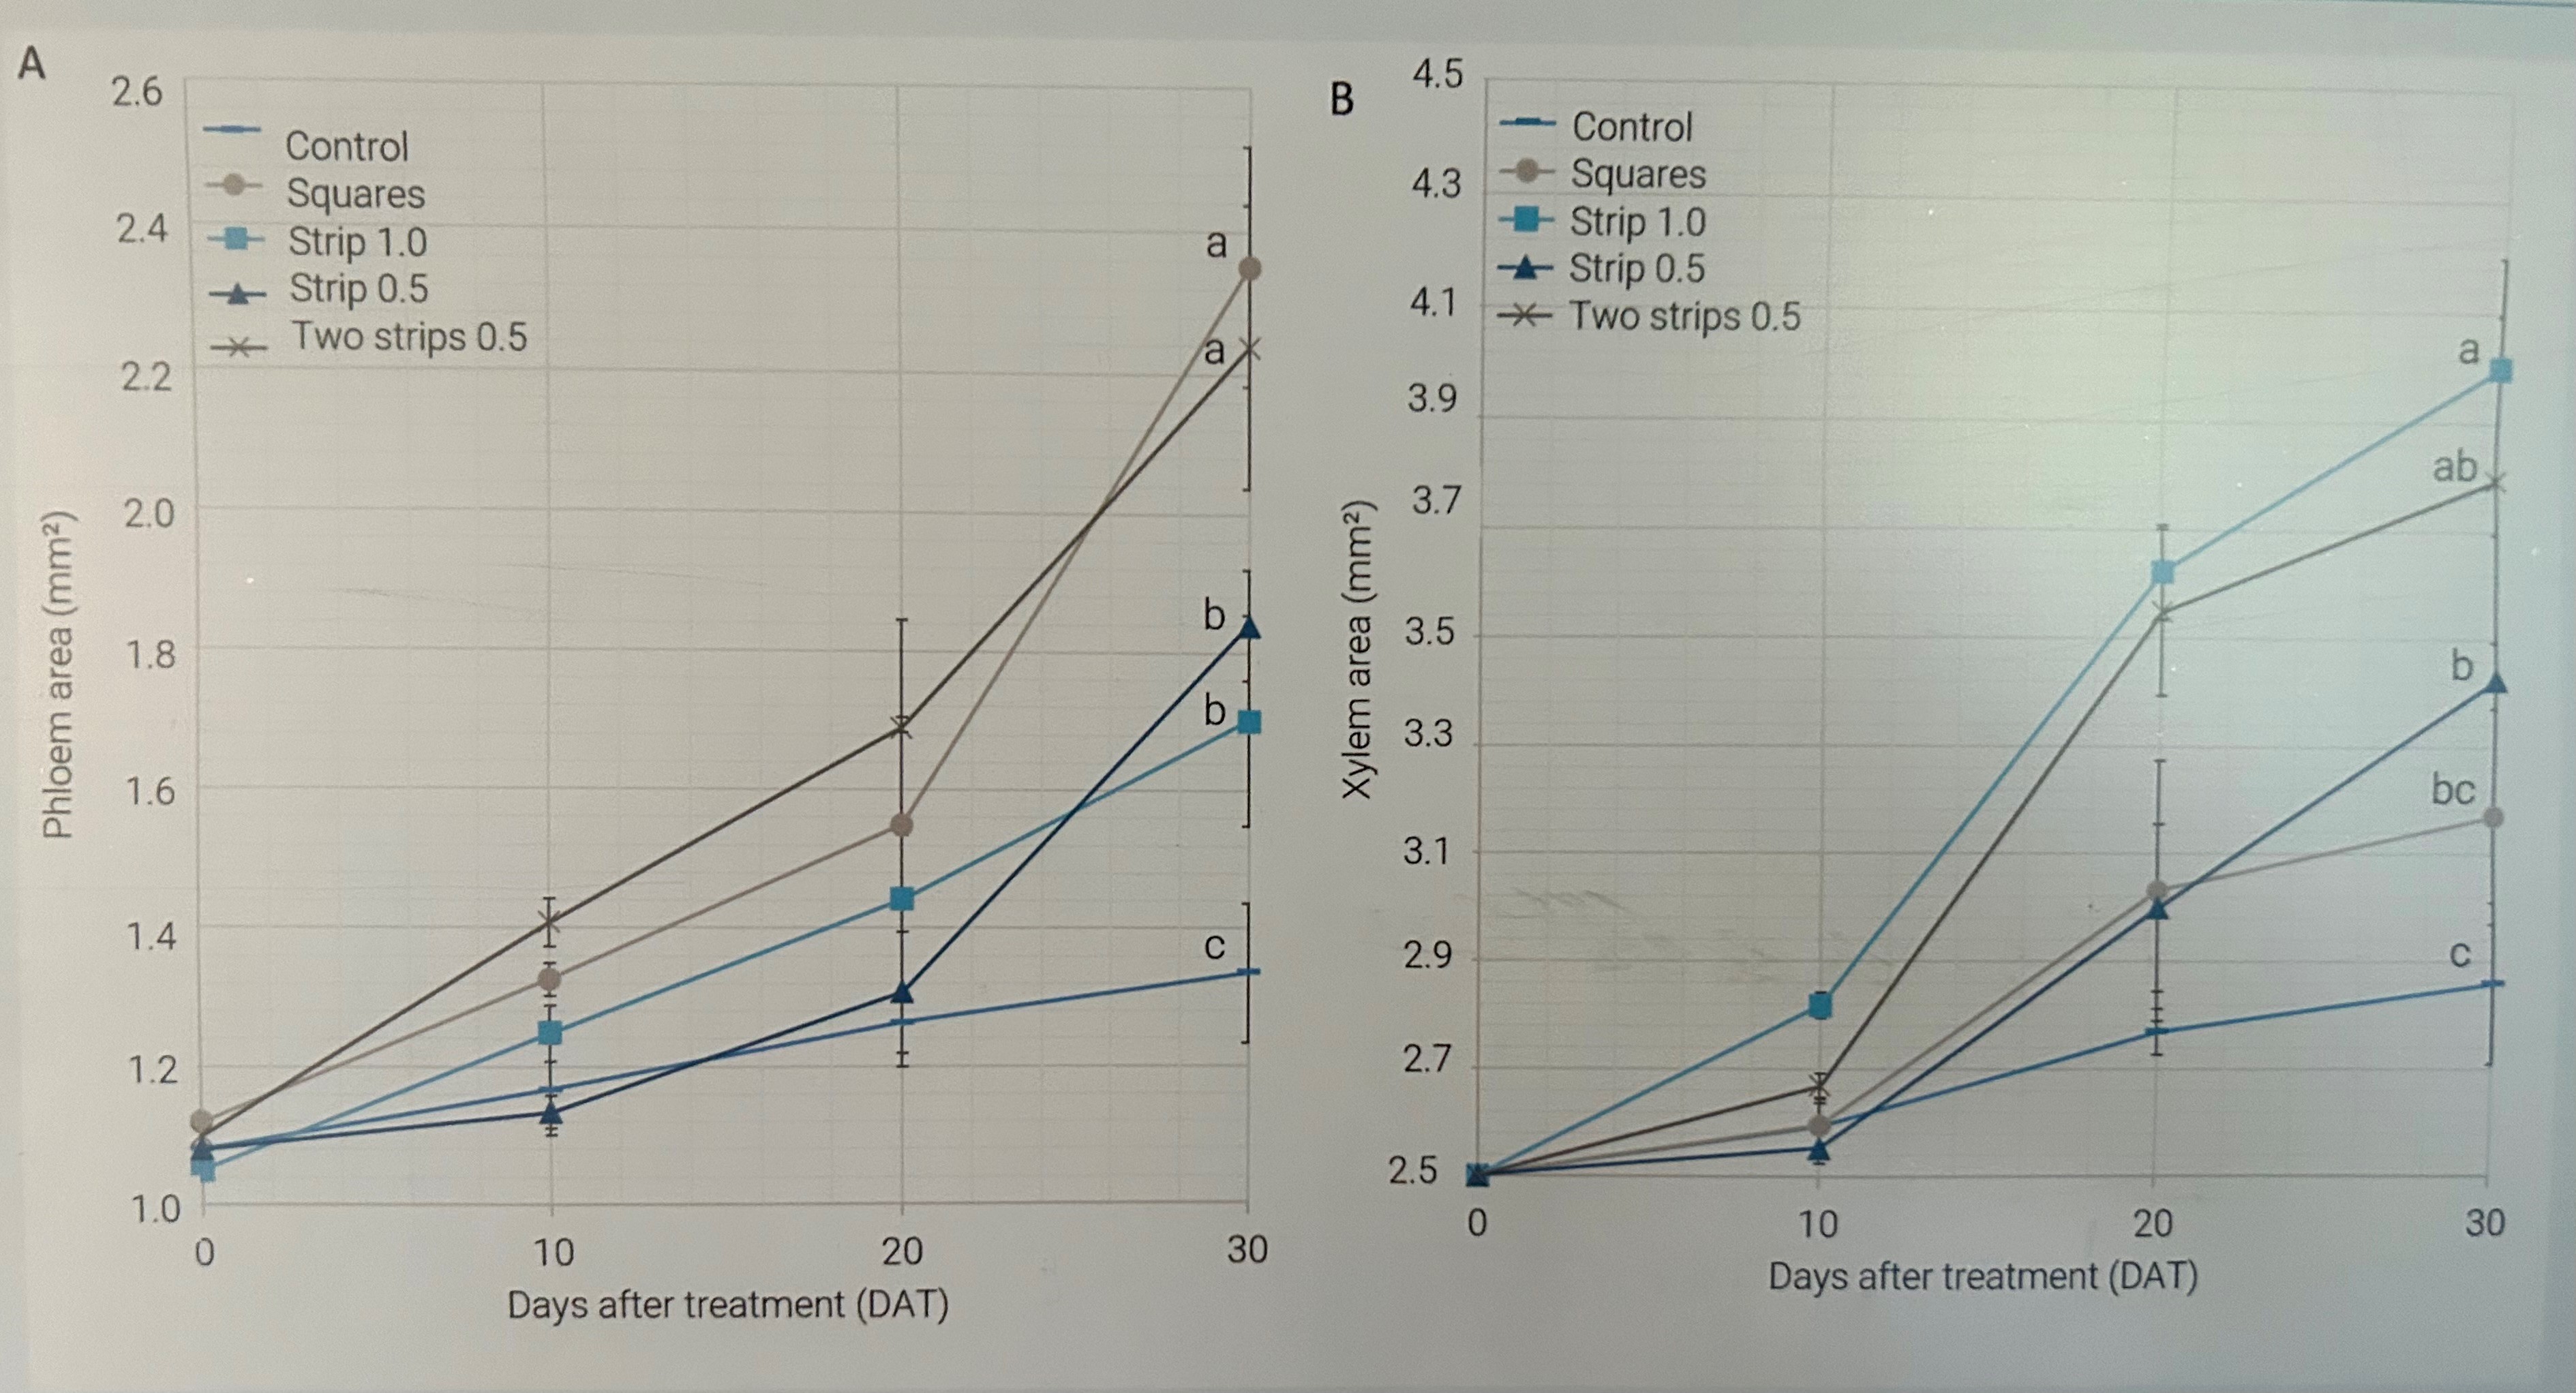 A
2.6
2.4
2.2
2.0
1.8
1.6
1.4
1.2
1.0
Phloem area (mm²)
Control
Squares
Strip 1.0
Strip 0.5
Two strips 0.5
a
a
b
b
c
0 10 20 30
Days after treatment (DAT)
B
4.5
4.3
4.1
3.9
3.7
3.5
3.3
3.1
2.9
2.7
2.5
Xylem area (mm²)
Control
Squares
Strip 1.0
Strip 0.5
Two strips 0.5
a
ab
b
bc
c
0 10 20 30
Days after treatment (DAT)